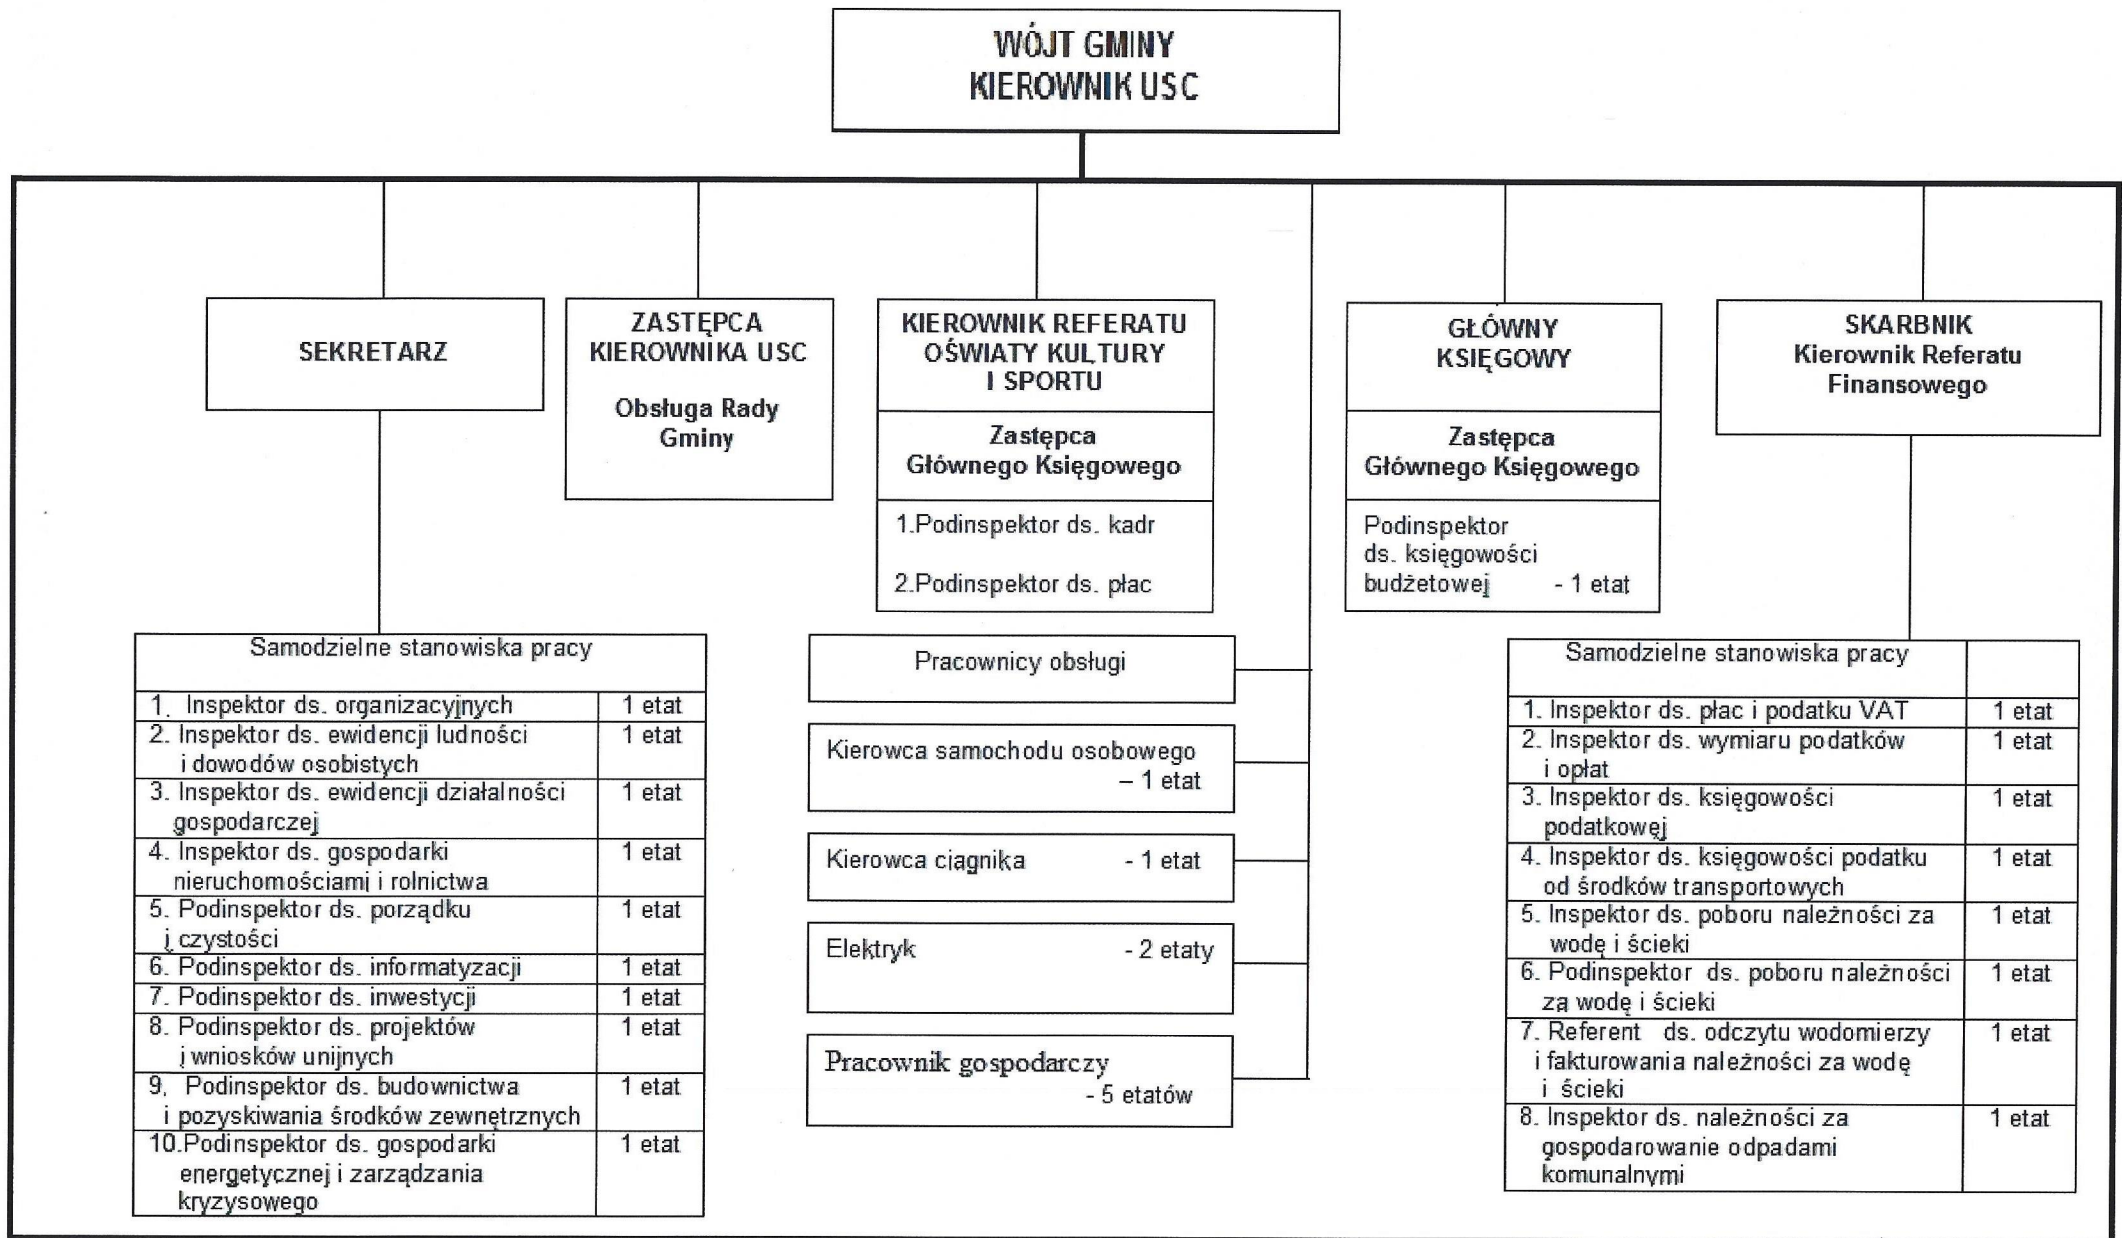 WÓJT GMINY
KIEROWNIK USC
SEKRETARZ
ZASTĘPCA
KIEROWNIKA USC
Obsługa Rady
Gminy
KIEROWNIK REFERATU
OŚWIATY KULTURY
I SPORTU
Zastępca
Głównego Księgowego
1.Podinspektor ds. kadr
2.Podinspektor ds. płac
GŁÓWNY
KSIĘGOWY
Zastępca
Głównego Księgowego
Podinspektor
ds. księgowości
budżetowej - 1 etat
SKARBNIK
Kierownik Referatu
Finansowego
Samodzielne stanowiska pracy
1. Inspektor ds. organizacyjnych 1 etat
2. Inspektor ds. ewidencji ludności 1 etat
i dowodów osobistych
3. Inspektor ds. ewidencji działalności 1 etat
gospodarczej
4. Inspektor ds. gospodarki 1 etat
nieruchomościami i rolnictwa
5. Podinspektor ds. porządku 1 etat
i czystości
6. Podinspektor ds. informatyzacji 1 etat
7. Podinspektor ds. inwestycji 1 etat
8. Podinspektor ds. projektów 1 etat
i wniosków unijnych
9. Podinspektor ds. budownictwa 1 etat
i pozyskiwania środków zewnętrznych
10.Podinspektor ds. gospodarki 1 etat
energetycznej i zarządzania
kryzysowego
Pracownicy obsługi
Kierowca samochodu osobowego
– 1 etat
Kierowca ciągnika - 1 etat
Elektryk - 2 etaty
Pracownik gospodarczy
- 5 etatów
Samodzielne stanowiska pracy
1. Inspektor ds. płac i podatku VAT 1 etat
2. Inspektor ds. wymiaru podatków 1 etat
i opłat
3. Inspektor ds. księgowości 1 etat
podatkowej
4. Inspektor ds. księgowości podatku 1 etat
od środków transportowych
5. Inspektor ds. poboru należności za 1 etat
wodę i ścieki
6. Podinspektor ds. poboru należności 1 etat
za wodę i ścieki
7. Referent ds. odczytu wodomierzy 1 etat
i fakturowania należności za wodę
i ścieki
8. Inspektor ds. należności za 1 etat
gospodarowanie odpadami
komunalnymi